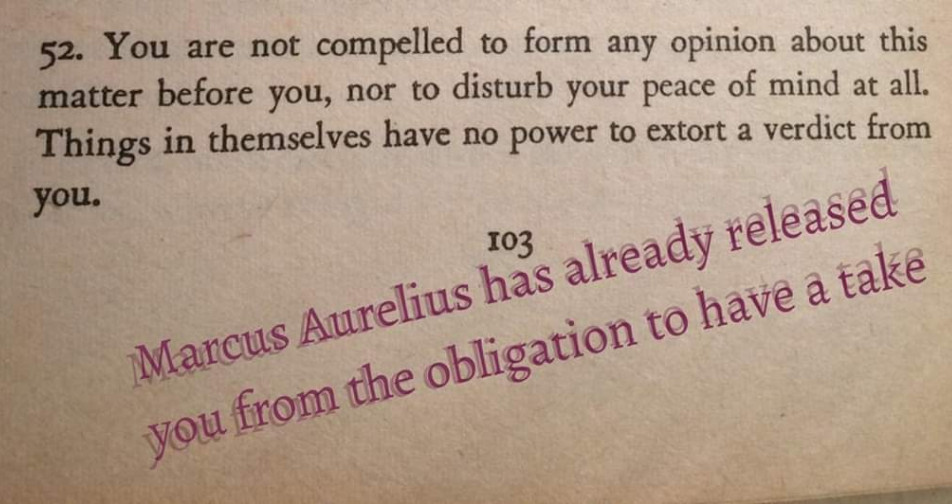 52. You are not compelled to form any opinion about this
matter before you, nor to disturb your peace of mind at all.
Things in themselves have no power to extort a verdict from
you.
103
Marcus Aurelius has already released
you from the obligation to have a take